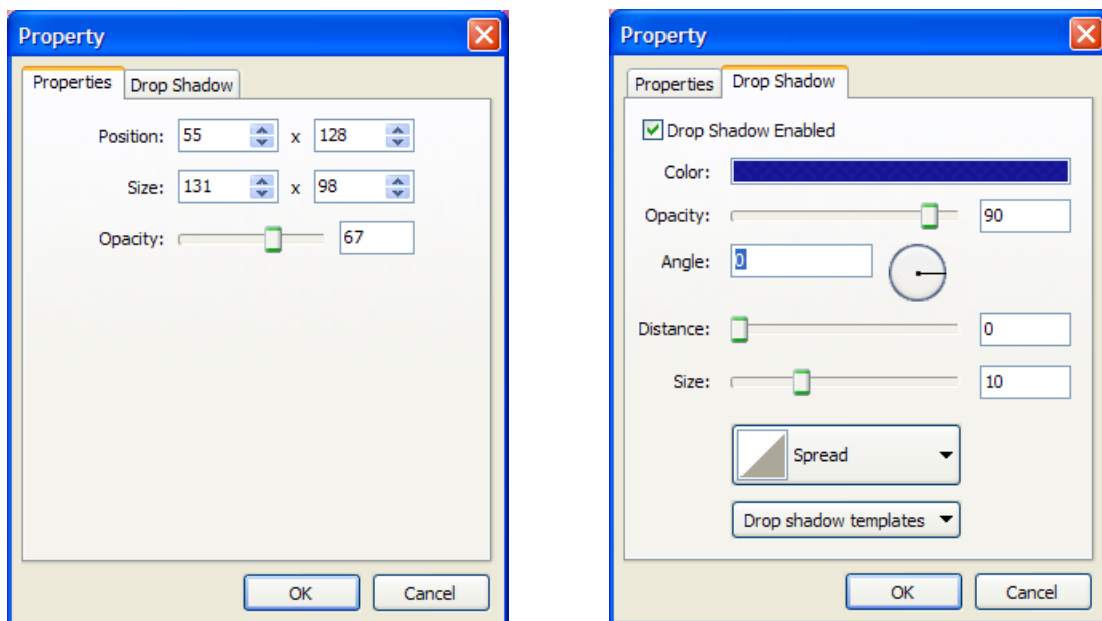 Property
Properties Drop Shadow
Position: 55 x 128
Size: 131 x 98
Opacity: 67
OK Cancel
Property
Properties Drop Shadow
Drop Shadow Enabled
Color:
Opacity: 90
Angle: 0
Distance: 0
Size: 10
Spread
Drop shadow templates
OK Cancel